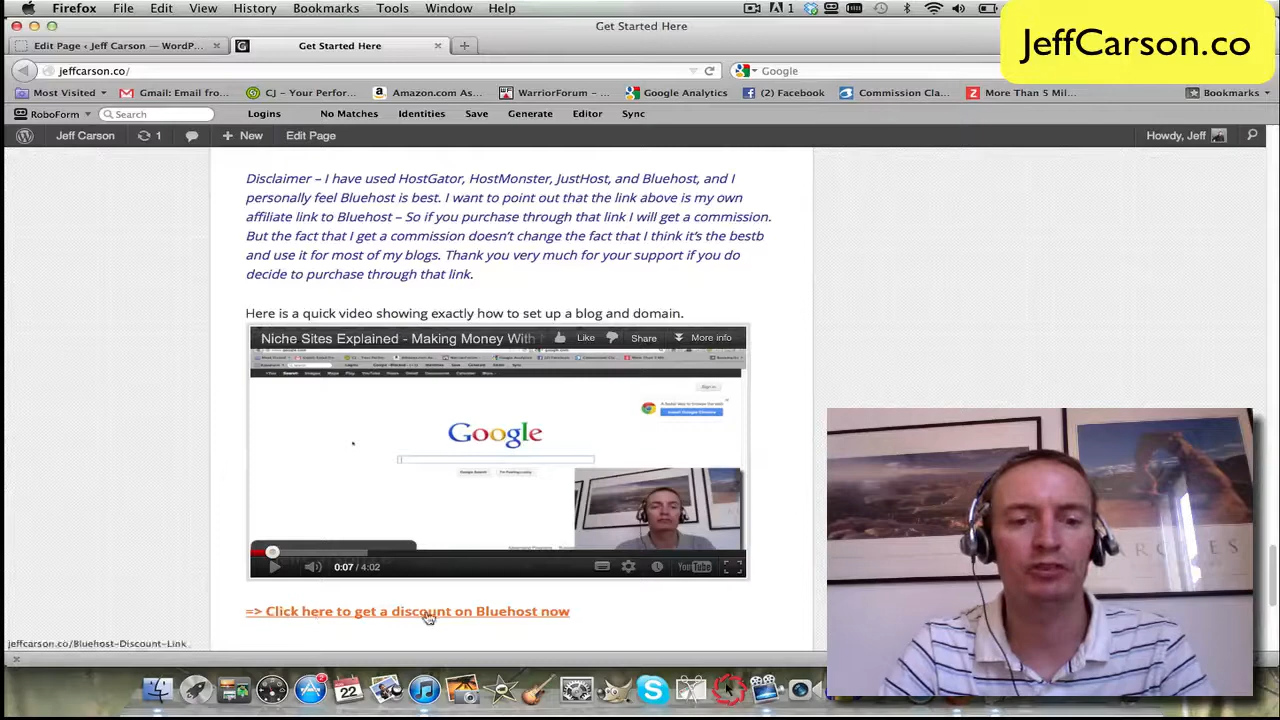 Firefox File Edit View History Bookmarks Tools Window Help
Get Started Here
JeffCarson.co
Edit Page ‹ Jeff Carson — WordP...
Get Started Here
jeffcarson.co/
Google
Most Visited
Gmail: Email from...
CJ – Your Perfor...
Amazon.com As...
WarriorForum – ...
Google Analytics
(2) Facebook
Commission Cla...
More Than 5 Mil...
Bookmarks
RoboForm
Search
Logins
No Matches
Identities
Save
Generate
Editor
Sync
Jeff Carson
1
New
Edit Page
Howdy, Jeff
Disclaimer – I have used HostGator, HostMonster, JustHost, and Bluehost, and I
personally feel Bluehost is best. I want to point out that the link above is my own
affiliate link to Bluehost – So if you purchase through that link I will get a commission.
But the fact that I get a commission doesn't change the fact that I think it's the bestb
and use it for most of my blogs. Thank you very much for your support if you do
decide to purchase through that link.
Here is a quick video showing exactly how to set up a blog and domain.
Niche Sites Explained - Making Money With
Like
Share
More info
Google
0:07 / 4:02
YouTube
=> Click here to get a discount on Bluehost now
jeffcarson.co/Bluehost-Discount-Link
22